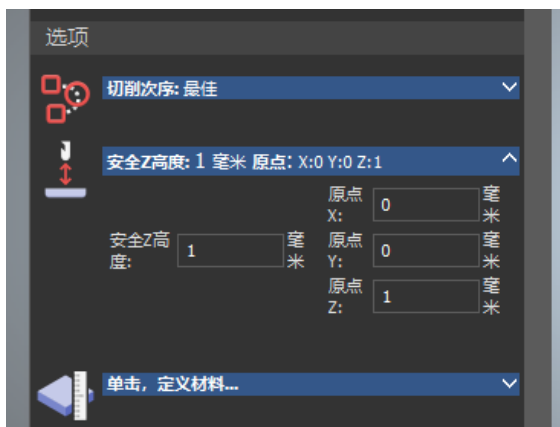 选项
切削次序: 最佳
安全Z高度: 1 毫米 原点: X:0 Y:0 Z:1
原点
X:
0
毫
米
安全Z高
度:
1
毫
米
原点
Y:
0
毫
米
原点
Z:
1
毫
米
单击，定义材料...